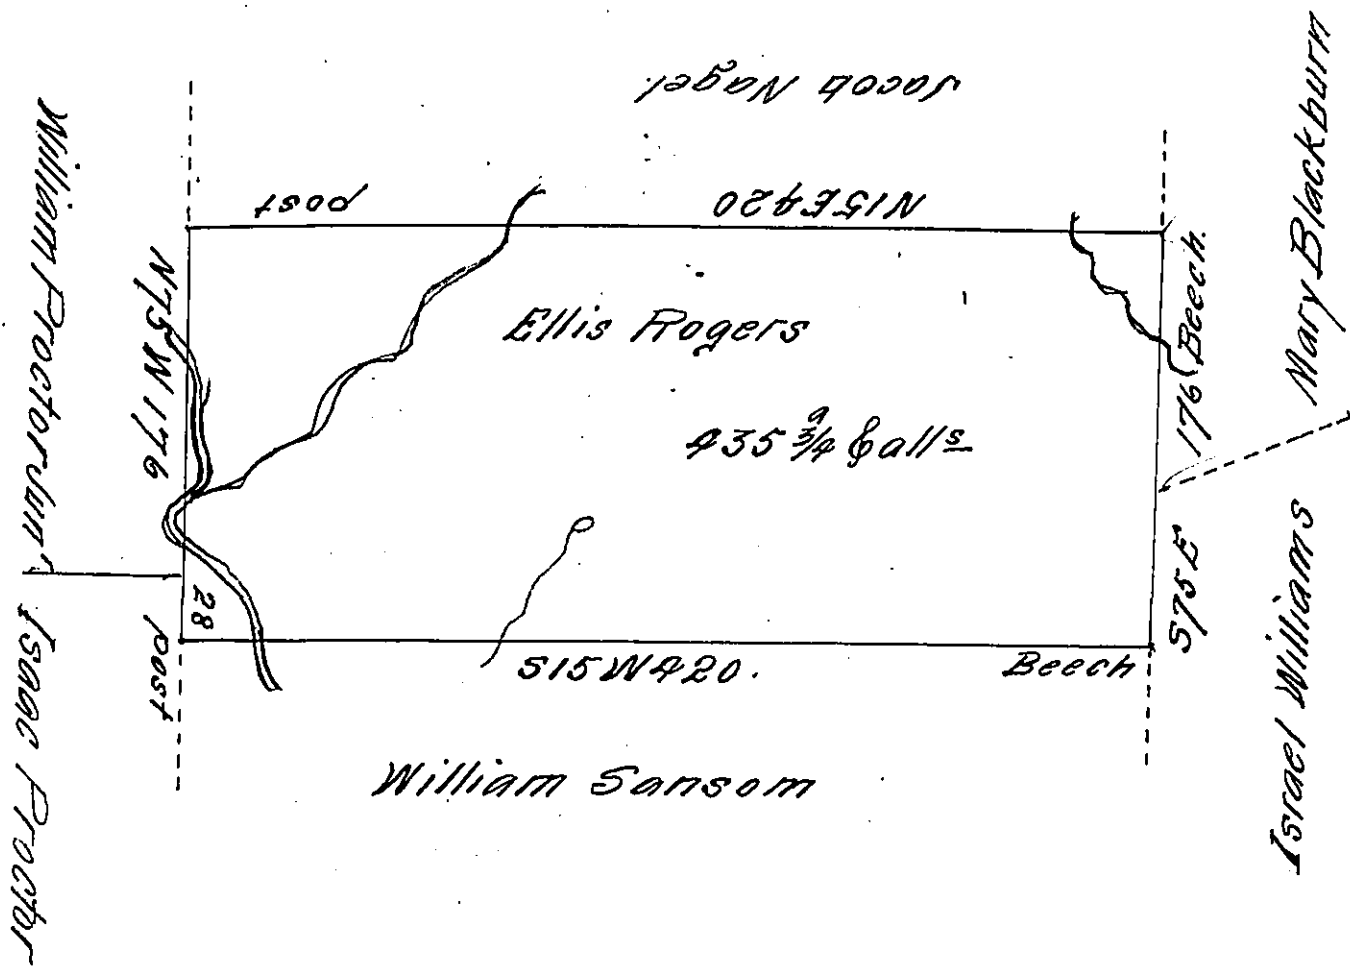 Jacob Nagel
N15E420
post
William Proctor Junr
N75W176
Ellis Rogers
435 a 3/4 & alls
Beech.
176
Mary Blackburn
S75E
Israel Williams
28
post
Isaac Proctor
S15W420.
Beech
William Sansom